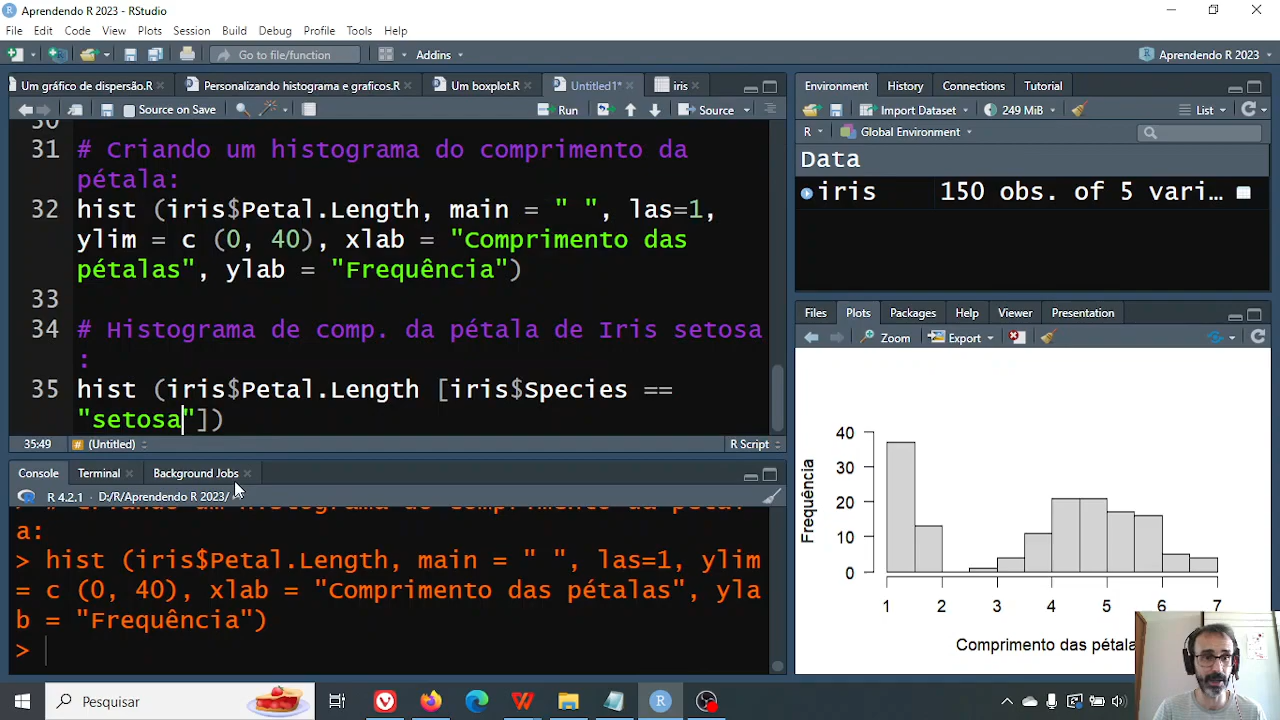 Aprendendo R 2023 - RStudio
File Edit Code View Plots Session Build Debug Profile Tools Help
Go to file/function Addins Aprendendo R 2023
Um gráfico de dispersão.R Personalizando histograma e graficos.R Um boxplot.R Untitled1* iris
Source on Save Run Source
31 # Criando um histograma do comprimento da
pétala:
32 hist (iris$Petal.Length, main = " ", las=1,
ylim = c (0, 40), xlab = "Comprimento das
pétalas", ylab = "Frequência")
33
34 # Histograma de comp. da pétala de Iris setosa
:
35 hist (iris$Petal.Length [iris$Species ==
"setosa"])
35:49 # (Untitled) R Script
Console Terminal Background Jobs
R 4.2.1 · D:/R/Aprendendo R 2023/
a:
> hist (iris$Petal.Length, main = " ", las=1, ylim
= c (0, 40), xlab = "Comprimento das pétalas", yla
b = "Frequência")
>
Environment History Connections Tutorial
Import Dataset 249 MiB List
R Global Environment
Data
iris 150 obs. of 5 vari…
Files Plots Packages Help Viewer Presentation
Zoom Export
Frequência
40
30
20
10
0
1 2 3 4 5 6 7
Comprimento das pétala
Pesquisar